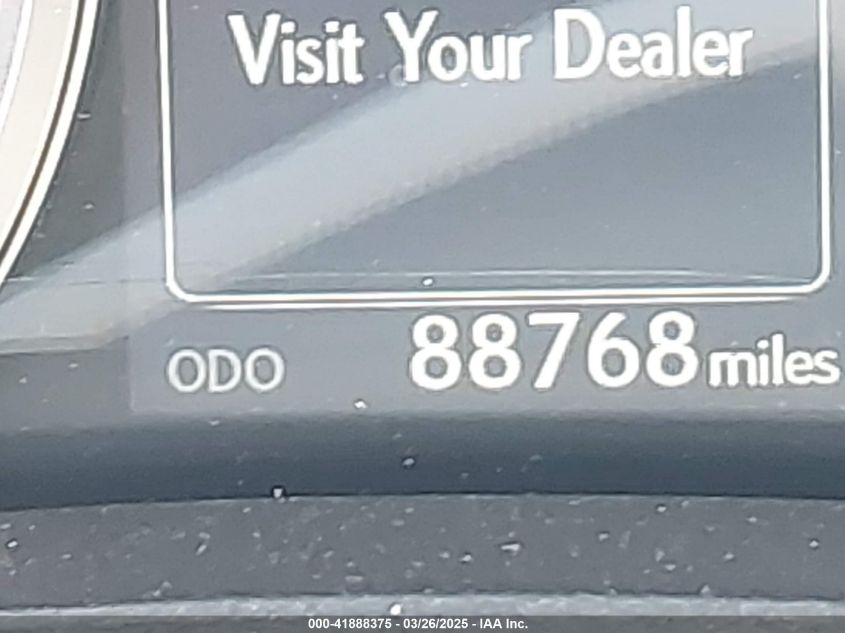 Visit Your Dealer
ODO 88768 miles
000-41888375 - 03/26/2025 - IAA Inc.